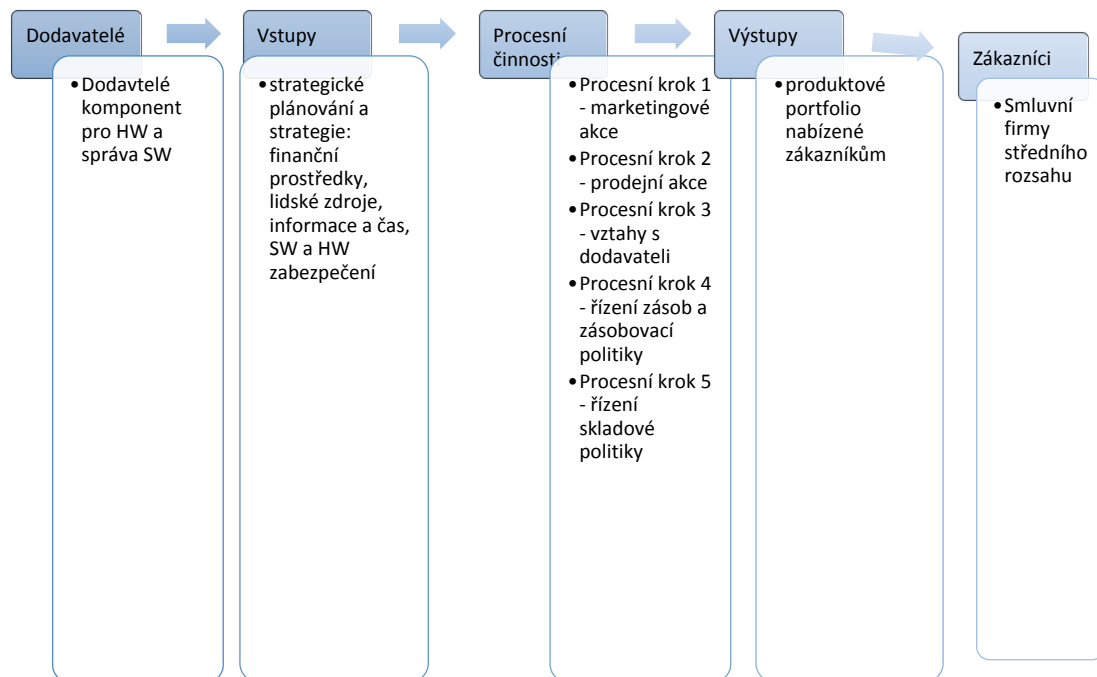 Dodavatelé
•Dodavtelé
komponent
pro HW a
správa SW
Vstupy
•strategické
plánování a
strategie:
finanční
prostředky,
lidské zdroje,
informace a čas,
SW a HW
zabezpečení
Procesní
činnosti
•Procesní krok 1
- marketingové
akce
•Procesní krok 2
- prodejní akce
•Procesní krok 3
- vztahy s
dodavateli
•Procesní krok 4
- řízení zásob a
zásobovací
politiky
•Procesní krok 5
- řízení
skladové
politiky
Výstupy
•produktové
portfolio
nabízené
zákazníkům
Zákazníci
•Smluvní
firmy
středního
rozsahu